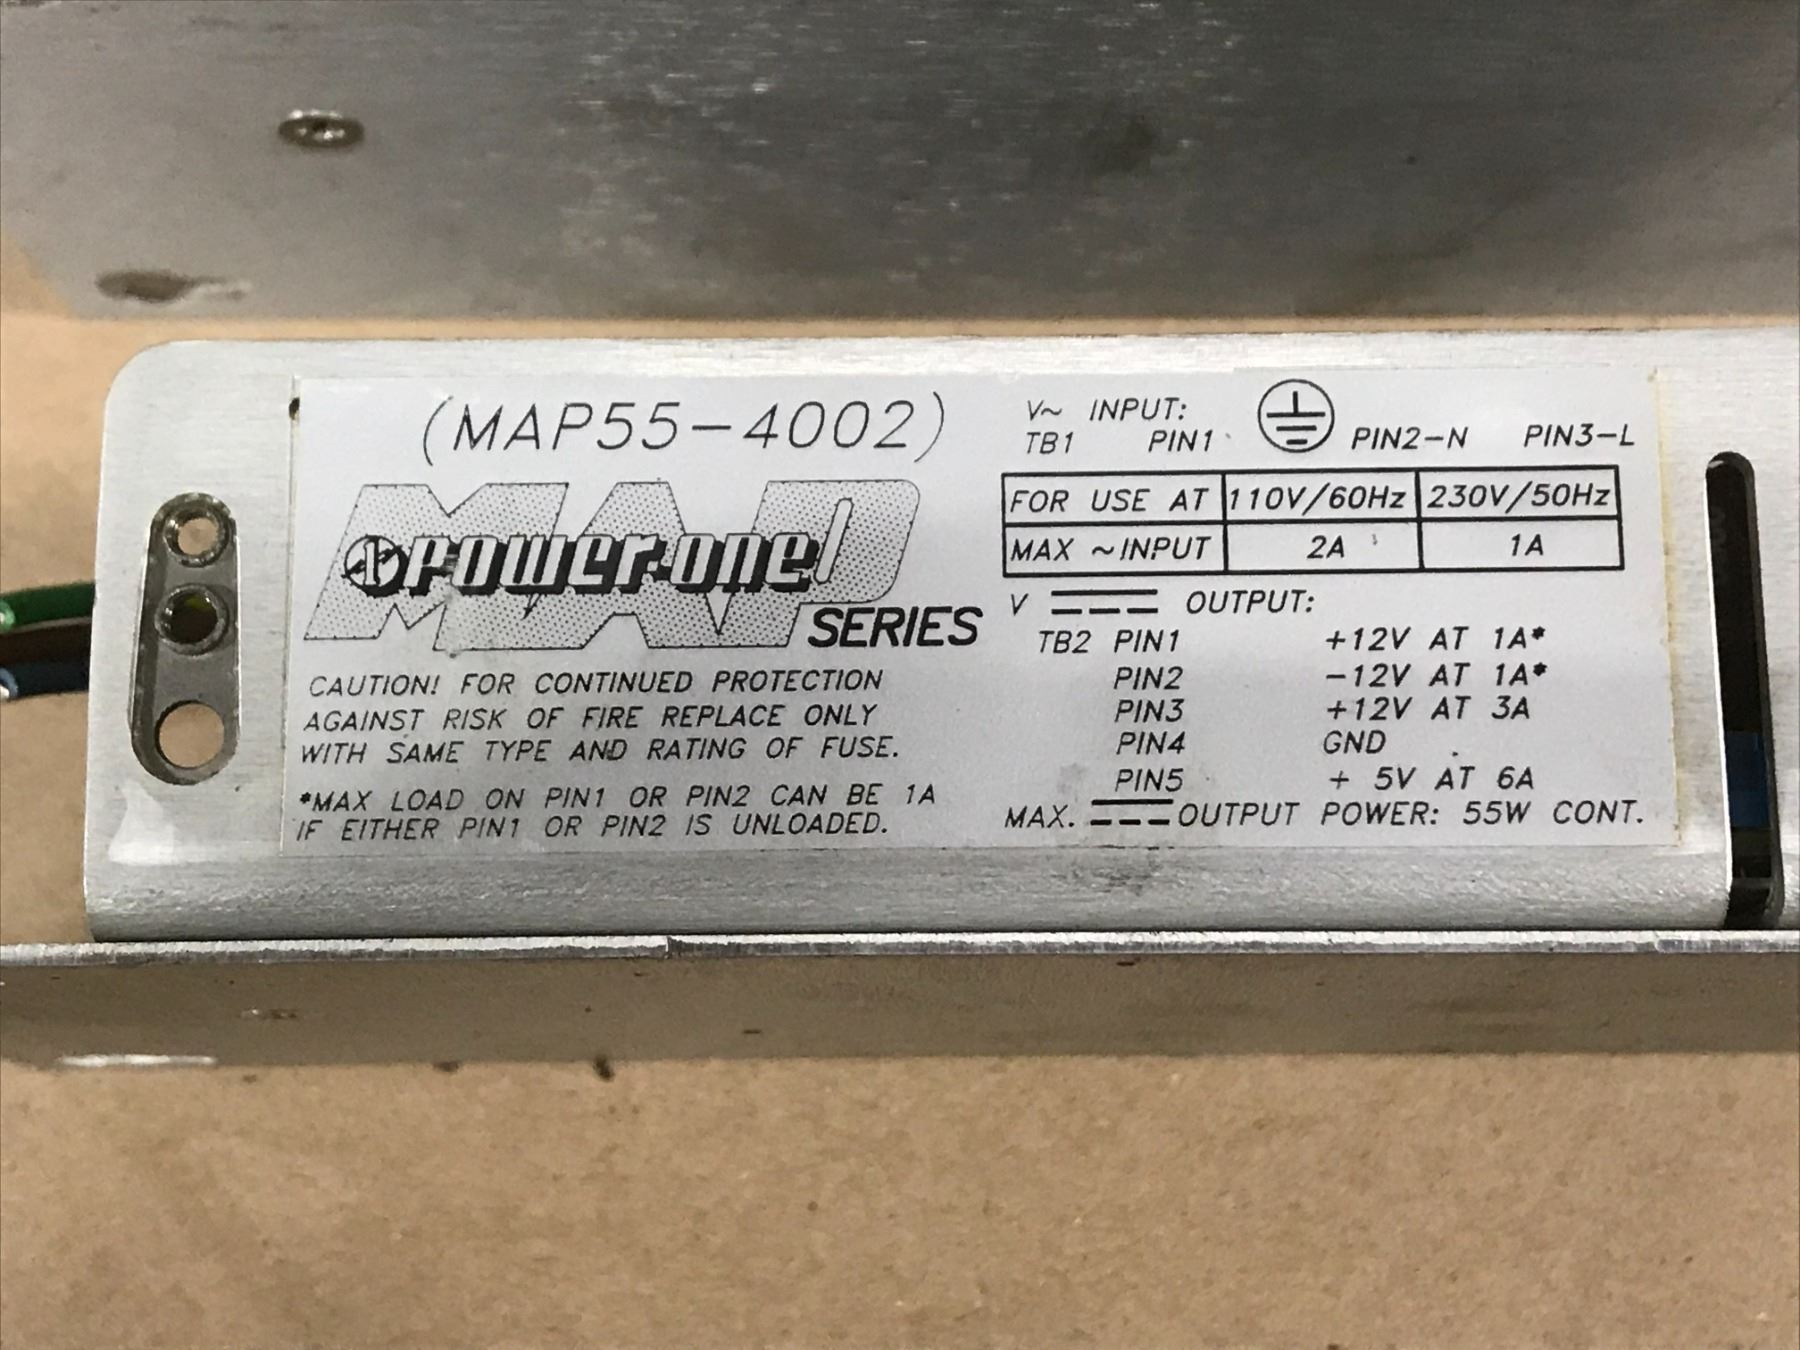 (MAP55-4002)
MAP
power-one
SERIES
CAUTION! FOR CONTINUED PROTECTION
AGAINST RISK OF FIRE REPLACE ONLY
WITH SAME TYPE AND RATING OF FUSE.
*MAX LOAD ON PIN1 OR PIN2 CAN BE 1A
IF EITHER PIN1 OR PIN2 IS UNLOADED.
V~ INPUT:
TB1 PIN1 PIN2-N PIN3-L
FOR USE AT 110V/60Hz 230V/50Hz
MAX ~INPUT 2A 1A
V OUTPUT:
TB2 PIN1 +12V AT 1A*
PIN2 -12V AT 1A*
PIN3 +12V AT 3A
PIN4 GND
PIN5 + 5V AT 6A
MAX. OUTPUT POWER: 55W CONT.